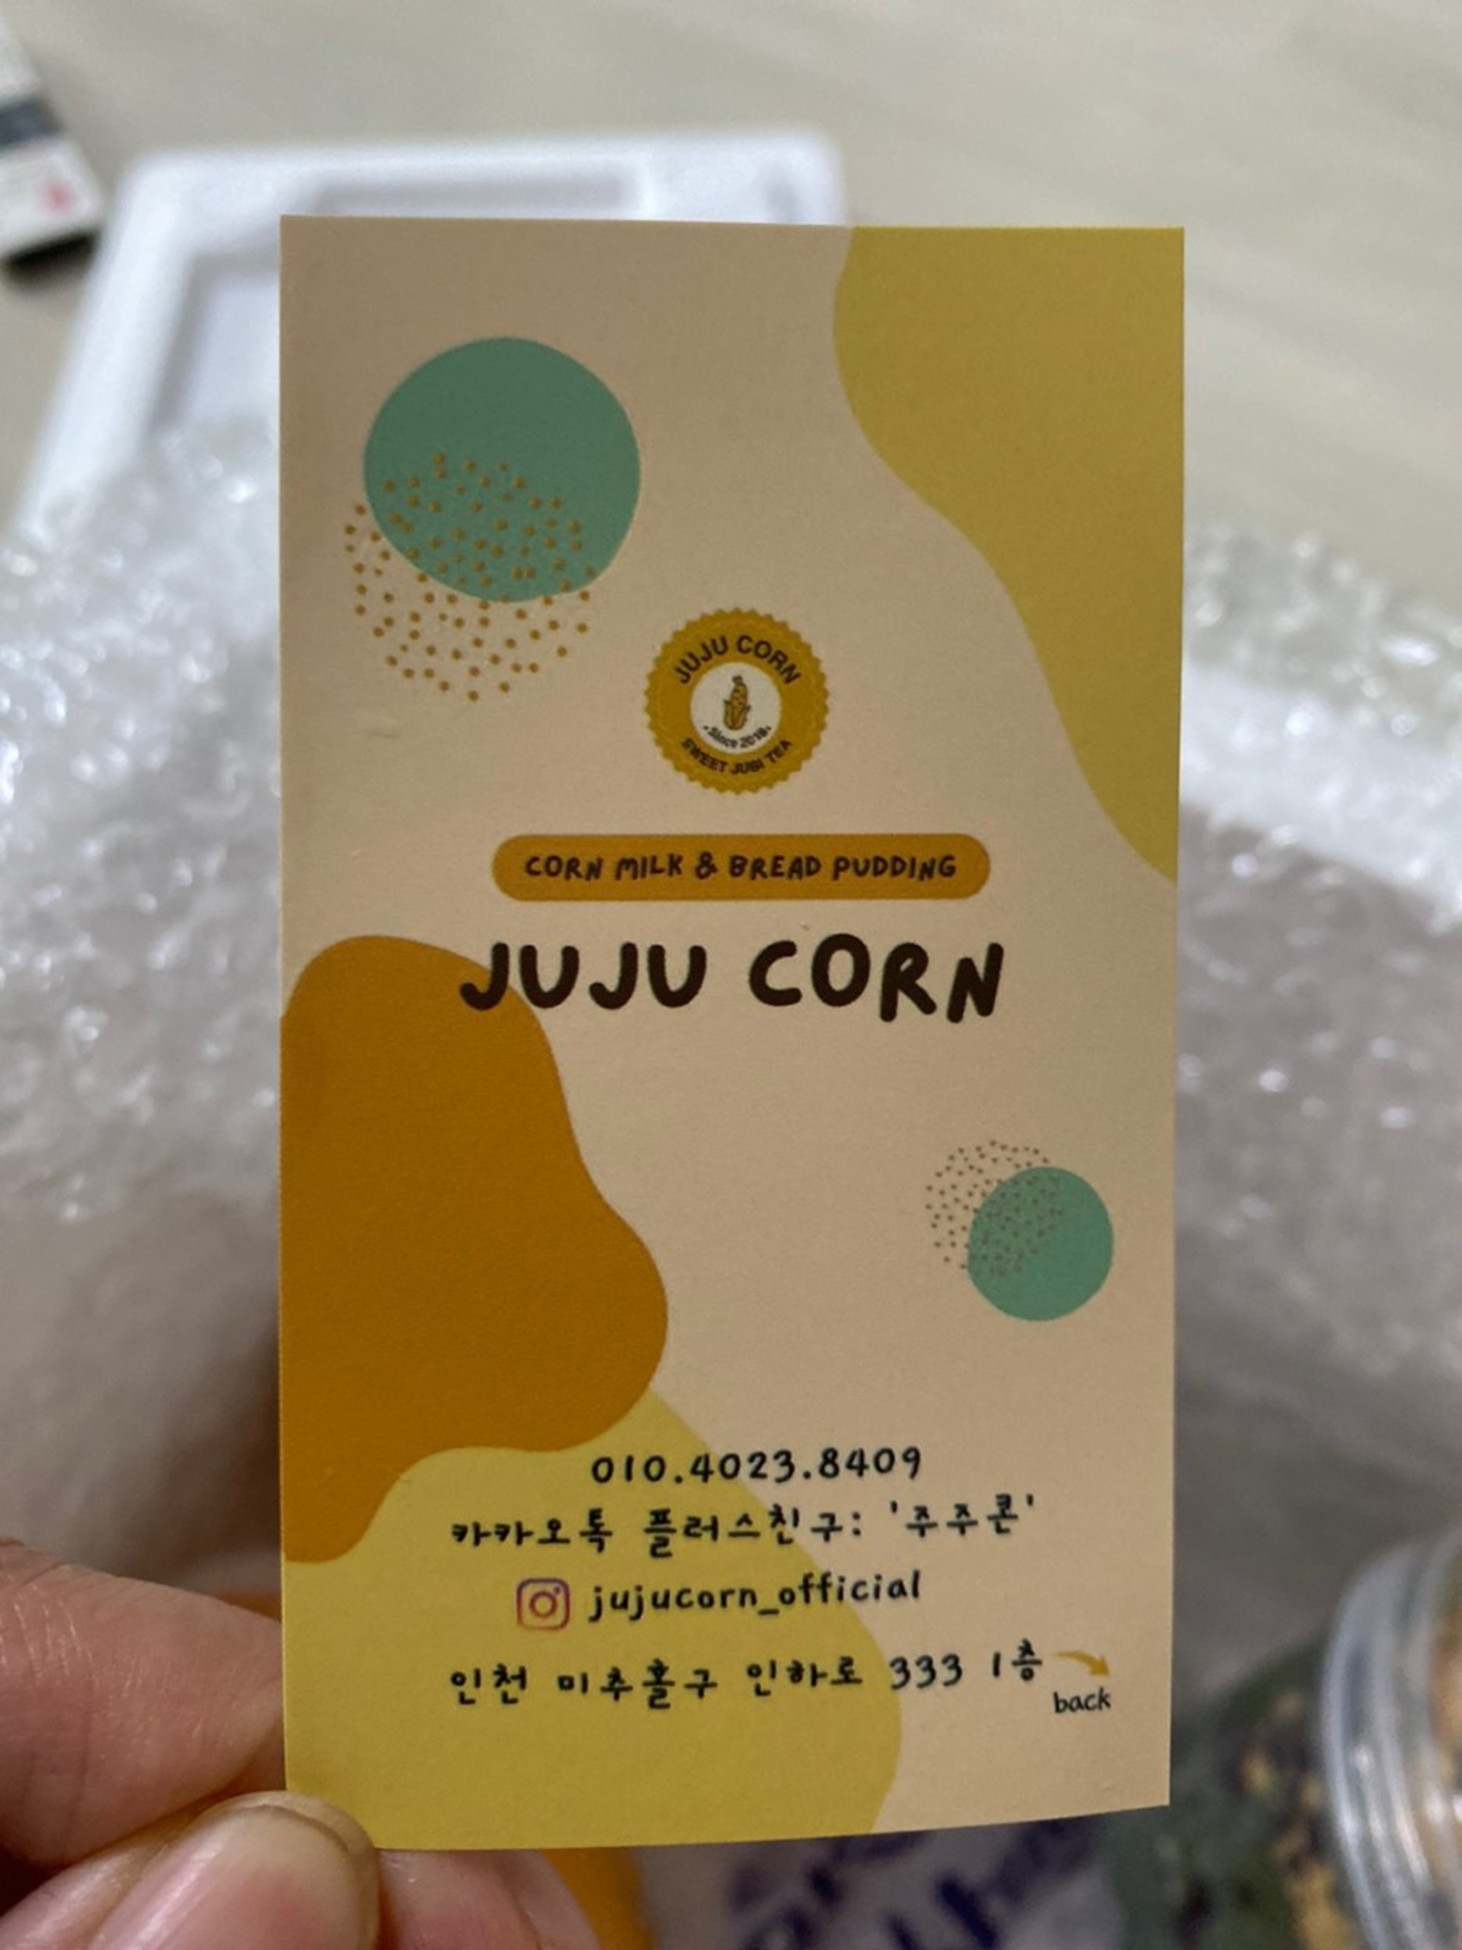 JUJU CORN
Since 2018
SWEET JUBI TEA
CORN MILK & BREAD PUDDING
JUJU CORN
010.4023.8409
카카오톡 플러스친구: '주주콘'
jujucorn_official
인천 미추홀구 인하로 333 1층
back